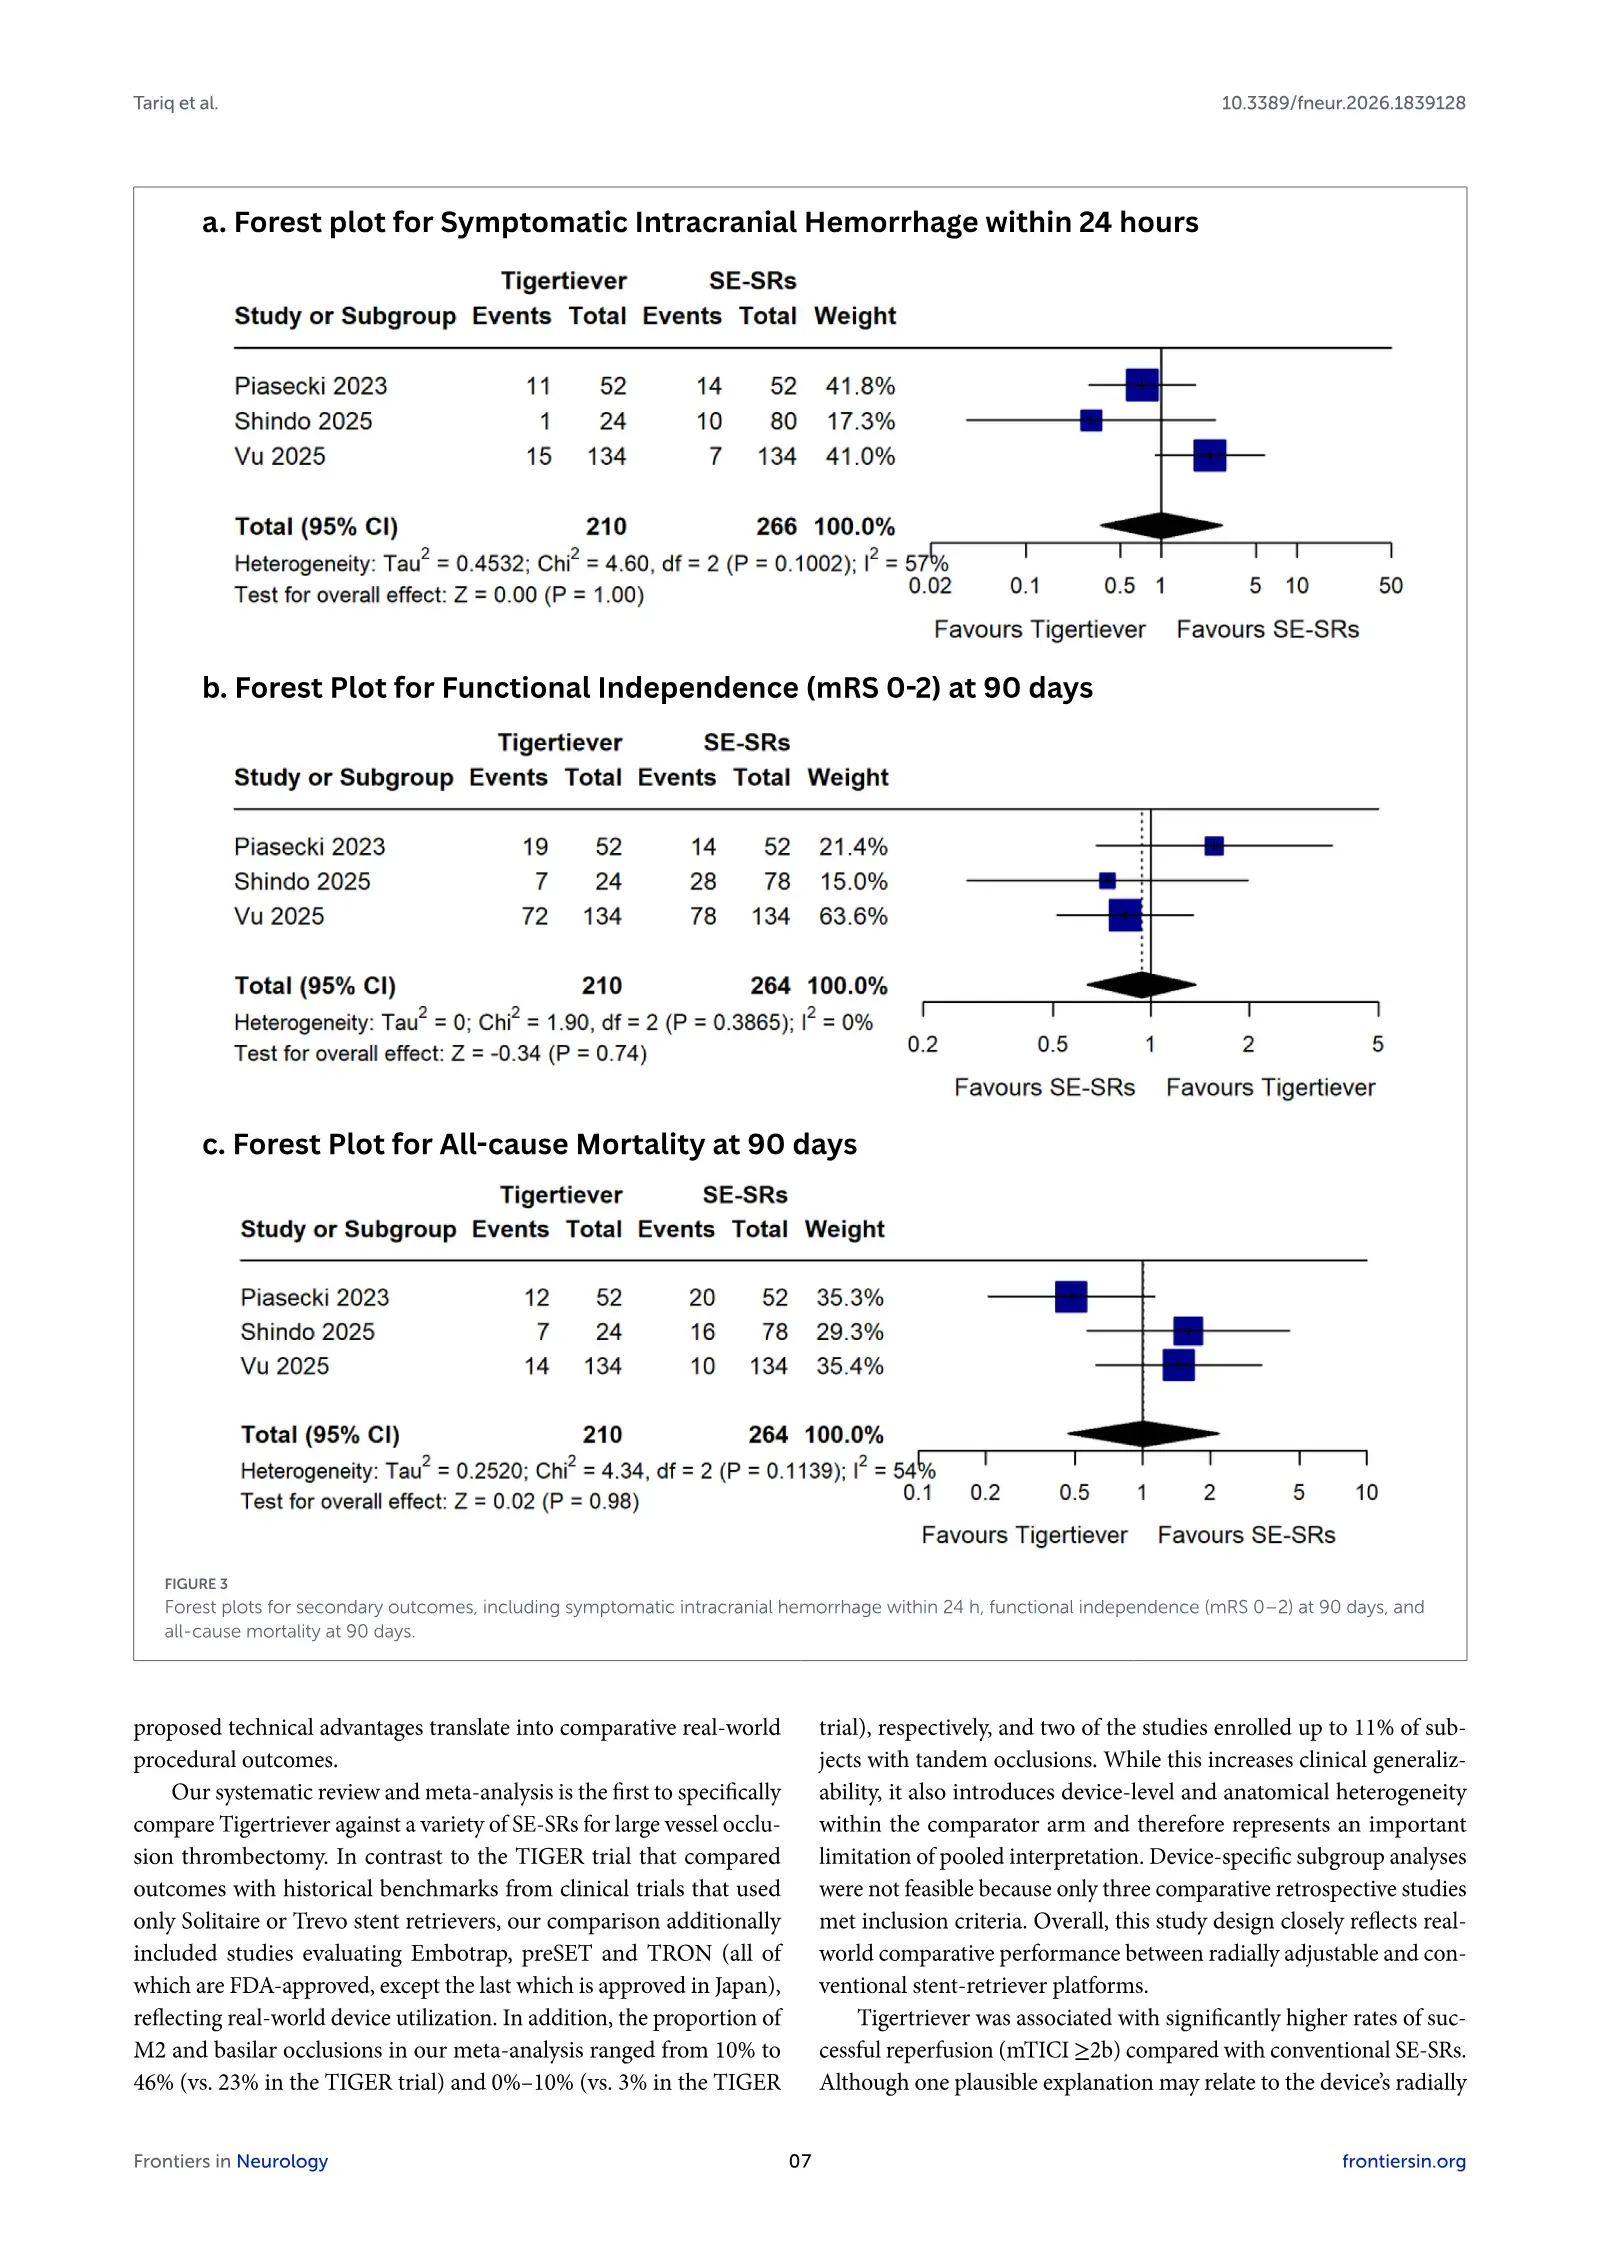 Tariq et al.
10.3389/fneur.2026.1839128
a. Forest plot for Symptomatic Intracranial Hemorrhage within 24 hours
Tigertiever SE-SRs
Study or Subgroup Events Total Events Total Weight
Piasecki 2023 11 52 14 52 41.8%
Shindo 2025 1 24 10 80 17.3%
Vu 2025 15 134 7 134 41.0%
Total (95% CI) 210 266 100.0%
Heterogeneity: Tau² = 0.4532; Chi² = 4.60, df = 2 (P = 0.1002); I² = 57%
Test for overall effect: Z = 0.00 (P = 1.00)
0.02 0.1 0.5 1 5 10 50
Favours Tigertiever Favours SE-SRs
b. Forest Plot for Functional Independence (mRS 0-2) at 90 days
Tigertiever SE-SRs
Study or Subgroup Events Total Events Total Weight
Piasecki 2023 19 52 14 52 21.4%
Shindo 2025 7 24 28 78 15.0%
Vu 2025 72 134 78 134 63.6%
Total (95% CI) 210 264 100.0%
Heterogeneity: Tau² = 0; Chi² = 1.90, df = 2 (P = 0.3865); I² = 0%
Test for overall effect: Z = -0.34 (P = 0.74)
0.2 0.5 1 2 5
Favours SE-SRs Favours Tigertiever
c. Forest Plot for All-cause Mortality at 90 days
Tigertiever SE-SRs
Study or Subgroup Events Total Events Total Weight
Piasecki 2023 12 52 20 52 35.3%
Shindo 2025 7 24 16 78 29.3%
Vu 2025 14 134 10 134 35.4%
Total (95% CI) 210 264 100.0%
Heterogeneity: Tau² = 0.2520; Chi² = 4.34, df = 2 (P = 0.1139); I² = 54%
Test for overall effect: Z = 0.02 (P = 0.98)
0.1 0.2 0.5 1 2 5 10
Favours Tigertiever Favours SE-SRs
FIGURE 3
Forest plots for secondary outcomes, including symptomatic intracranial hemorrhage within 24 h, functional independence (mRS 0–2) at 90 days, and
all-cause mortality at 90 days.
proposed technical advantages translate into comparative real-world
procedural outcomes.
Our systematic review and meta-analysis is the first to specifically
compare Tigertriever against a variety of SE-SRs for large vessel occlu-
sion thrombectomy. In contrast to the TIGER trial that compared
outcomes with historical benchmarks from clinical trials that used
only Solitaire or Trevo stent retrievers, our comparison additionally
included studies evaluating Embotrap, preSET and TRON (all of
which are FDA-approved, except the last which is approved in Japan),
reflecting real-world device utilization. In addition, the proportion of
M2 and basilar occlusions in our meta-analysis ranged from 10% to
46% (vs. 23% in the TIGER trial) and 0%–10% (vs. 3% in the TIGER
trial), respectively, and two of the studies enrolled up to 11% of sub-
jects with tandem occlusions. While this increases clinical generaliz-
ability, it also introduces device-level and anatomical heterogeneity
within the comparator arm and therefore represents an important
limitation of pooled interpretation. Device-specific subgroup analyses
were not feasible because only three comparative retrospective studies
met inclusion criteria. Overall, this study design closely reflects real-
world comparative performance between radially adjustable and con-
ventional stent-retriever platforms.
Tigertriever was associated with significantly higher rates of suc-
cessful reperfusion (mTICI ≥2b) compared with conventional SE-SRs.
Although one plausible explanation may relate to the device’s radially
Frontiers in Neurology
07
frontiersin.org